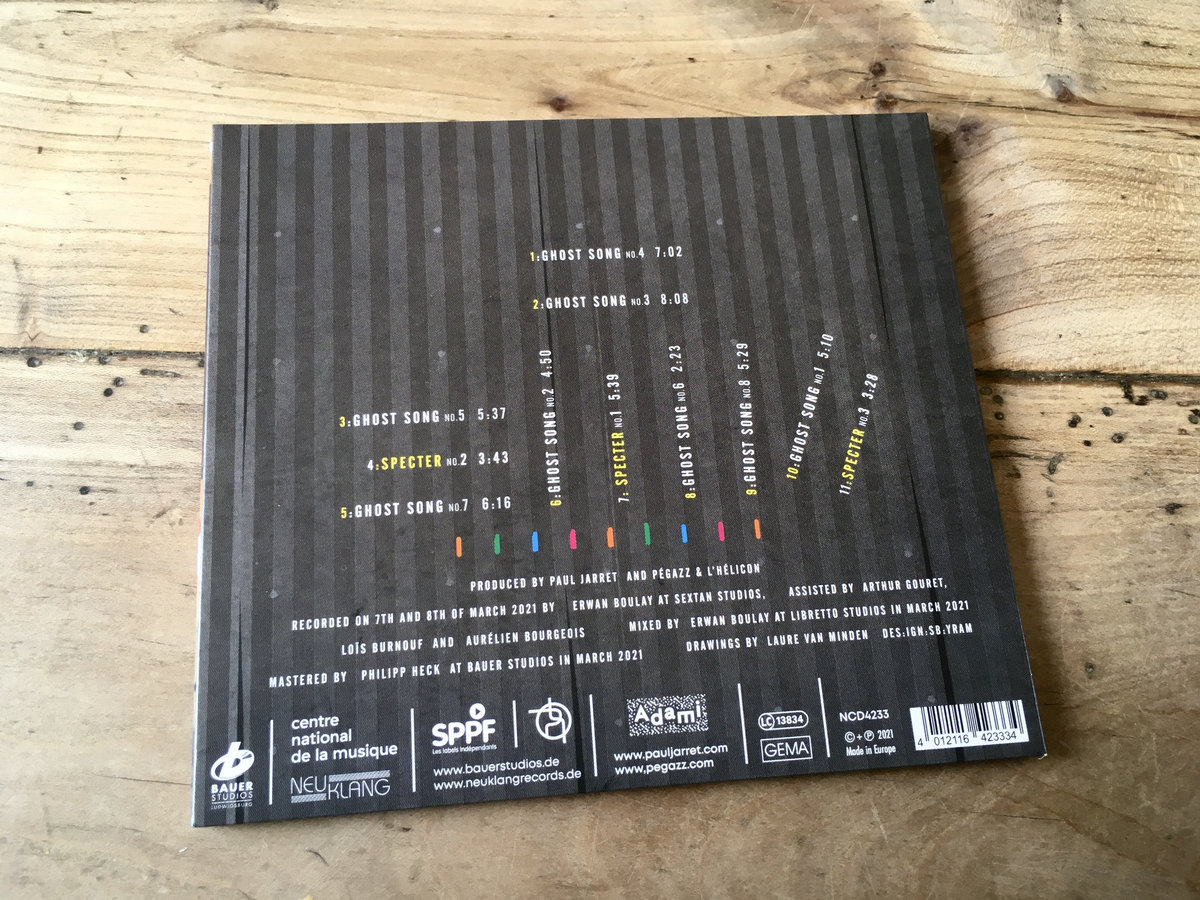 1:GHOST SONG NO.4 7:02
2:GHOST SONG NO.3 8:08
3:GHOST SONG NO.5 5:37
4:SPECTER NO.2 3:43
5:GHOST SONG NO.7 6:16
6:GHOST SONG NO.2 4:50
7: SPECTER NO.1 5:39
8:GHOST SONG NO.6 2:23
9:GHOST SONG NO.8 5:29
10:GHOST SONG NO.1 5:10
11:SPECTER NO.3 3:28
PRODUCED BY PAUL JARRET AND PÉGAZZ & L'HÉLICON
RECORDED ON 7TH AND 8TH OF MARCH 2021 BY ERWAN BOULAY AT SEXTAN STUDIOS, ASSISTED BY ARTHUR GOURET,
LOÏS BURNOUF AND AURÉLIEN BOURGEOIS MIXED BY ERWAN BOULAY AT LIBRETTO STUDIOS IN MARCH 2021
MASTERED BY PHILIPP HECK AT BAUER STUDIOS IN MARCH 2021 DRAWINGS BY LAURE VAN MINDEN DES:IGN:SB:YRAM
BAUER
STUDIOS
LUDWIGSBURG
centre
national
de la musique
NEUKLANG
SPPF
Les labels indépendants
www.bauerstudios.de
www.neuklangrecords.de
Adami
www.pauljarret.com
www.pegazz.com
LC 13834
GEMA
NCD4233
© + ℗ 2021
Made in Europe
4 012116 423334